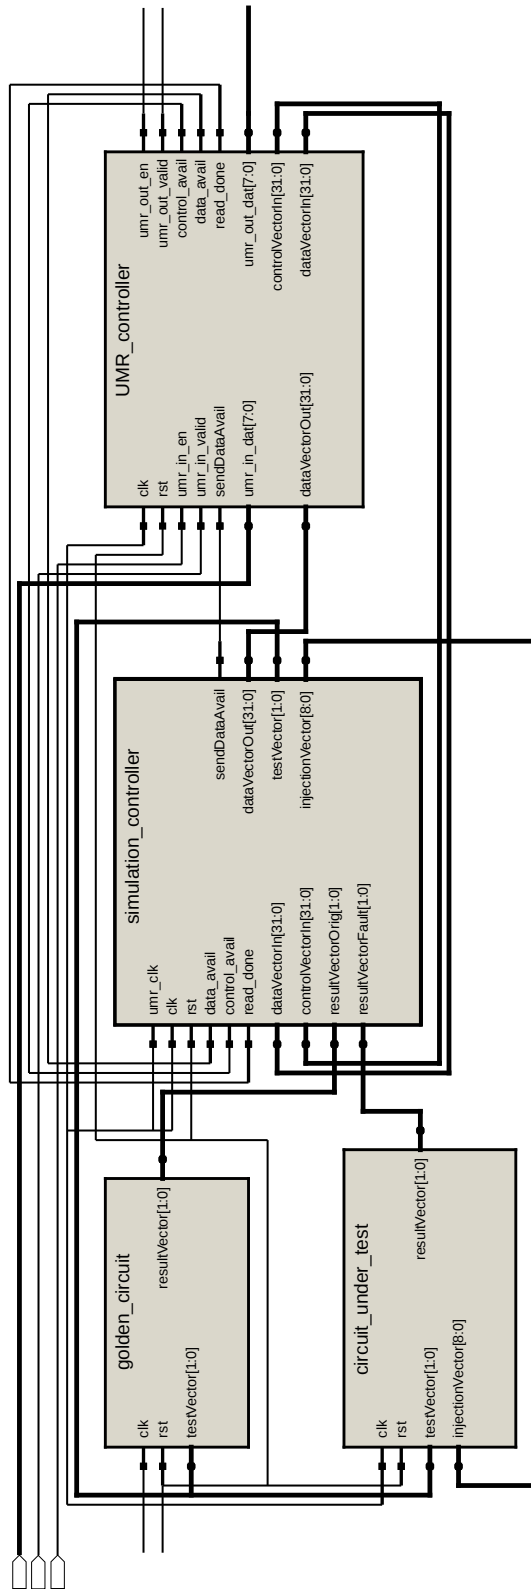 UMR_controller
umr_out_en
umr_out_valid
control_avail
data_avail
read_done
umr_out_dat[7:0]
controlVectorIn[31:0]
dataVectorIn[31:0]
clk
rst
umr_in_en
umr_in_valid
sendDataAvail
umr_in_dat[7:0]
dataVectorOut[31:0]
simulation_controller
sendDataAvail
dataVectorOut[31:0]
testVector[1:0]
injectionVector[8:0]
umr_clk
clk
rst
data_avail
control_avail
read_done
dataVectorIn[31:0]
controlVectorIn[31:0]
resultVectorOrig[1:0]
resultVectorFault[1:0]
golden_circuit
resultVector[1:0]
clk
rst
testVector[1:0]
circuit_under_test
resultVector[1:0]
clk
rst
testVector[1:0]
injectionVector[8:0]